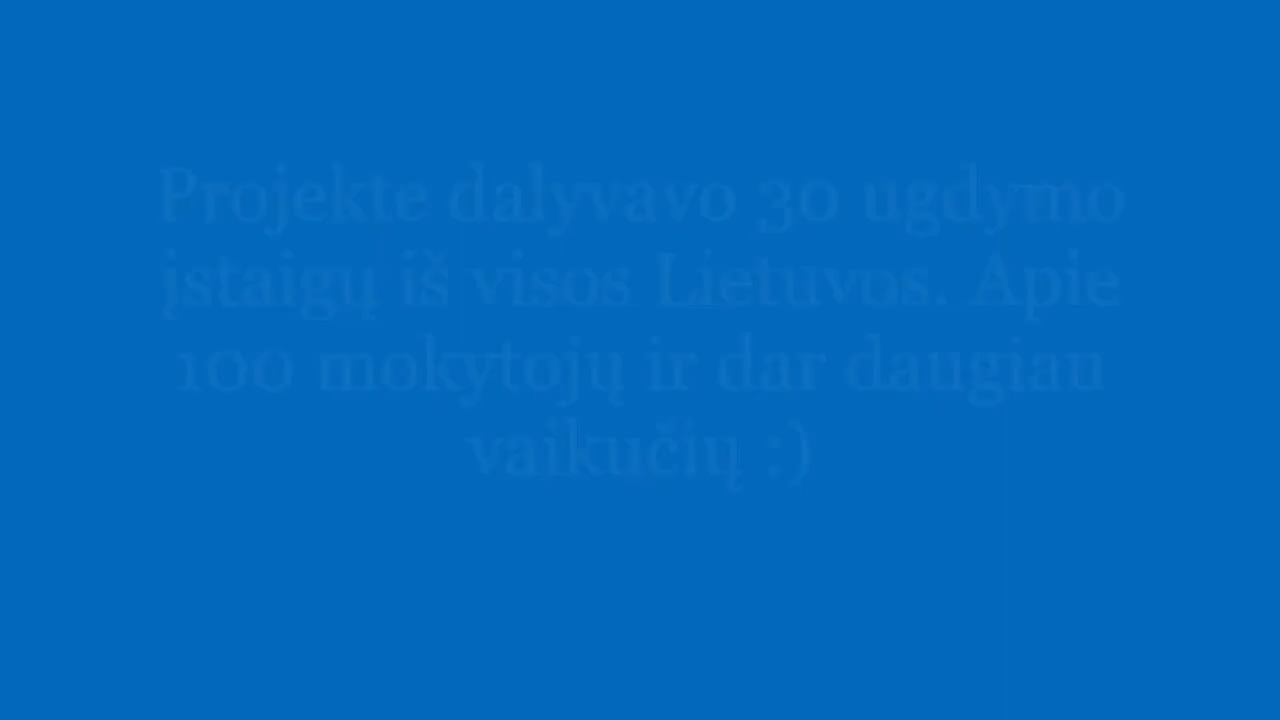 Projekte dalyvavo 30 ugdymo
įstaigų iš visos Lietuvos. Apie
100 mokytojų ir dar daugiau
vaikučių :)